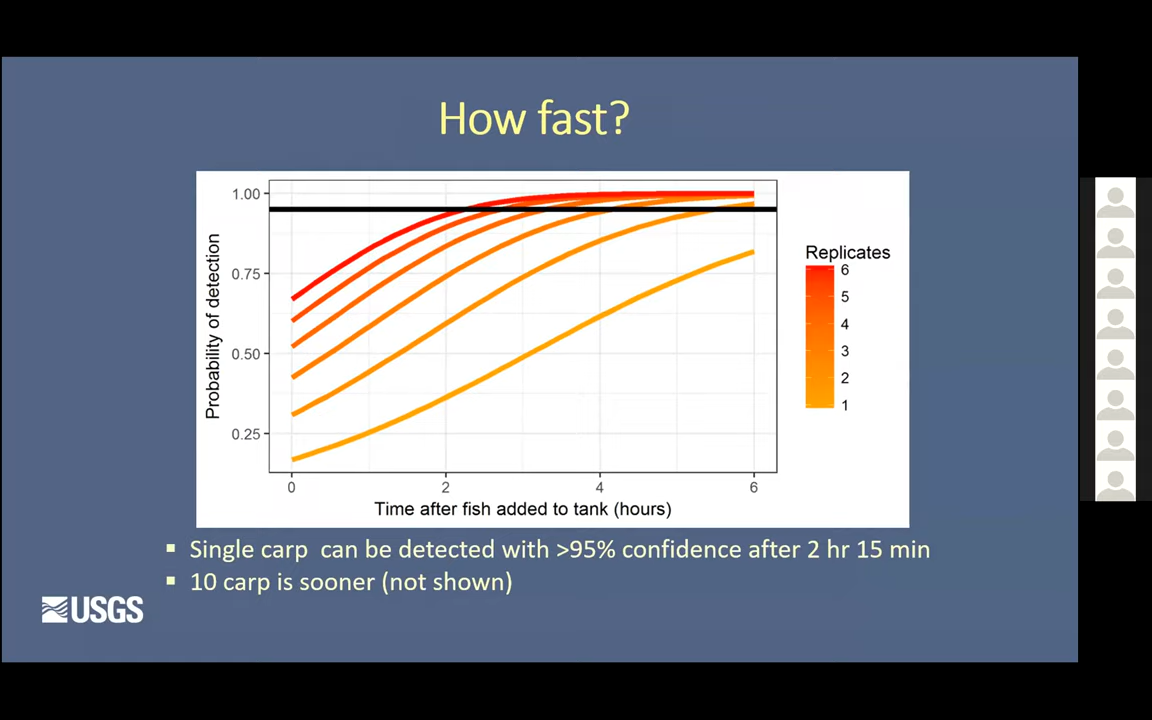 How fast?
1.00
0.75
0.50
0.25
Probability of detection
0
2
4
6
Time after fish added to tank (hours)
Replicates
6
5
4
3
2
1
▪ Single carp can be detected with >95% confidence after 2 hr 15 min
▪ 10 carp is sooner (not shown)
USGS